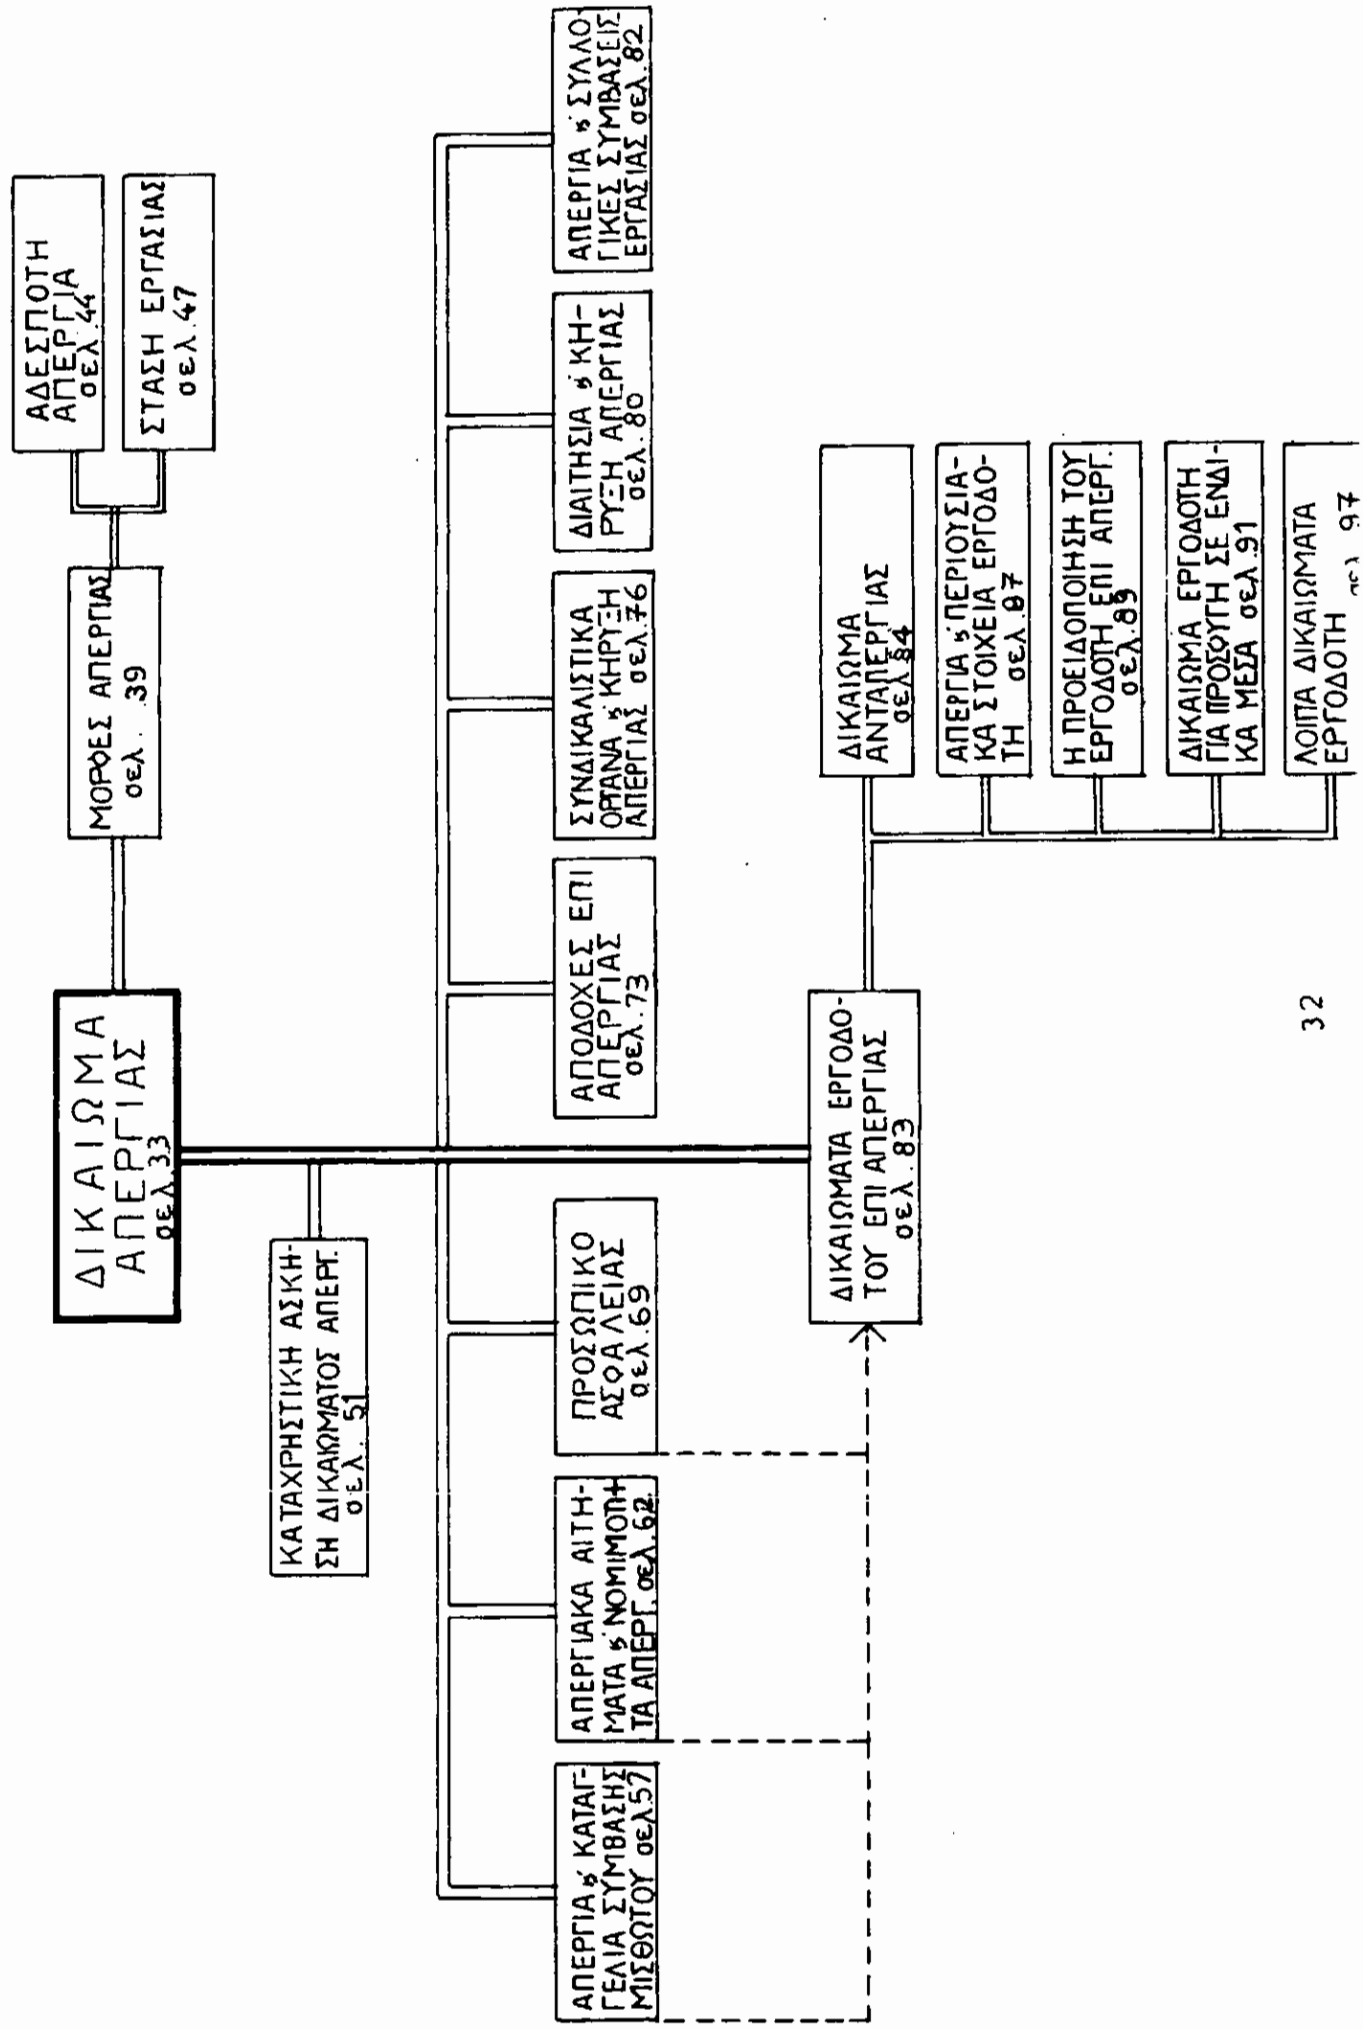 ΔΙΚΑΙΩΜΑ
ΑΠΕΡΓΙΑΣ
σελ.33
ΜΟΡΦΕΣ ΑΠΕΡΓΙΑΣ
σελ. 39
ΑΔΕΣΠΟΤΗ
ΑΠΕΡΓΙΑ
σελ.44
ΣΤΑΣΗ ΕΡΓΑΣΙΑΣ
σελ.47
ΚΑΤΑΧΡΗΣΤΙΚΗ ΑΣΚΗ-
ΣΗ ΔΙΚΑΙΩΜΑΤΟΣ ΑΠΕΡΓ.
σελ. 51
ΑΠΕΡΓΙΑ ϗ ΚΑΤΑΓ-
ΓΕΛΙΑ ΣΥΜΒΑΣΗΣ
ΜΙΣΘΩΤΟΥ σελ.57
ΑΠΕΡΓΙΑΚΑ ΑΙΤΗ-
ΜΑΤΑ ϗ ΝΟΜΙΜΟΠΗ
ΤΑ ΑΠΕΡΓ. σελ.62
ΠΡΟΣΩΠΙΚΟ
ΑΣΦΑΛΕΙΑΣ
σελ.69
ΑΠΟΔΟΧΕΣ ΕΠΙ
ΑΠΕΡΓΙΑΣ
σελ.73
ΣΥΝΔΙΚΑΛΙΣΤΙΚΑ
ΟΡΓΑΝΑ ϗ ΚΗΡΥΞΗ
ΑΠΕΡΓΙΑΣ σελ.76
ΔΙΑΙΤΗΣΙΑ ϗ ΚΗ-
ΡΥΞΗ ΑΠΕΡΓΙΑΣ
σελ.80
ΑΠΕΡΓΙΑ ϗ ΣΥΛΛΟ-
ΓΙΚΕΣ ΣΥΜΒΑΣΕΙΣ
ΕΡΓΑΣΙΑΣ σελ.82
ΔΙΚΑΙΩΜΑΤΑ ΕΡΓΟΔΟ-
ΤΟΥ ΕΠΙ ΑΠΕΡΓΙΑΣ
σελ.83
ΔΙΚΑΙΩΜΑ
ΑΝΤΑΠΕΡΓΙΑΣ
σελ 84
ΑΠΕΡΓΙΑ ϗ ΠΕΡΙΟΥΣΙΑ-
ΚΑ ΣΤΟΙΧΕΙΑ ΕΡΓΟΔΟ-
ΤΗ σελ.87
Η ΠΡΟΕΙΔΟΠΟΙΗΣΗ ΤΟΥ
ΕΡΓΟΔΟΤΗ ΕΠΙ ΑΠΕΡΓ.
σελ.89
ΔΙΚΑΙΩΜΑ ΕΡΓΟΔΟΤΗ
ΓΙΑ ΠΡΟΣΦΥΓΗ ΣΕ ΕΝΔΙ-
ΚΑ ΜΕΣΑ σελ.91
ΛΟΙΠΑ ΔΙΚΑΙΩΜΑΤΑ
ΕΡΓΟΔΟΤΗ
σελ 97
32